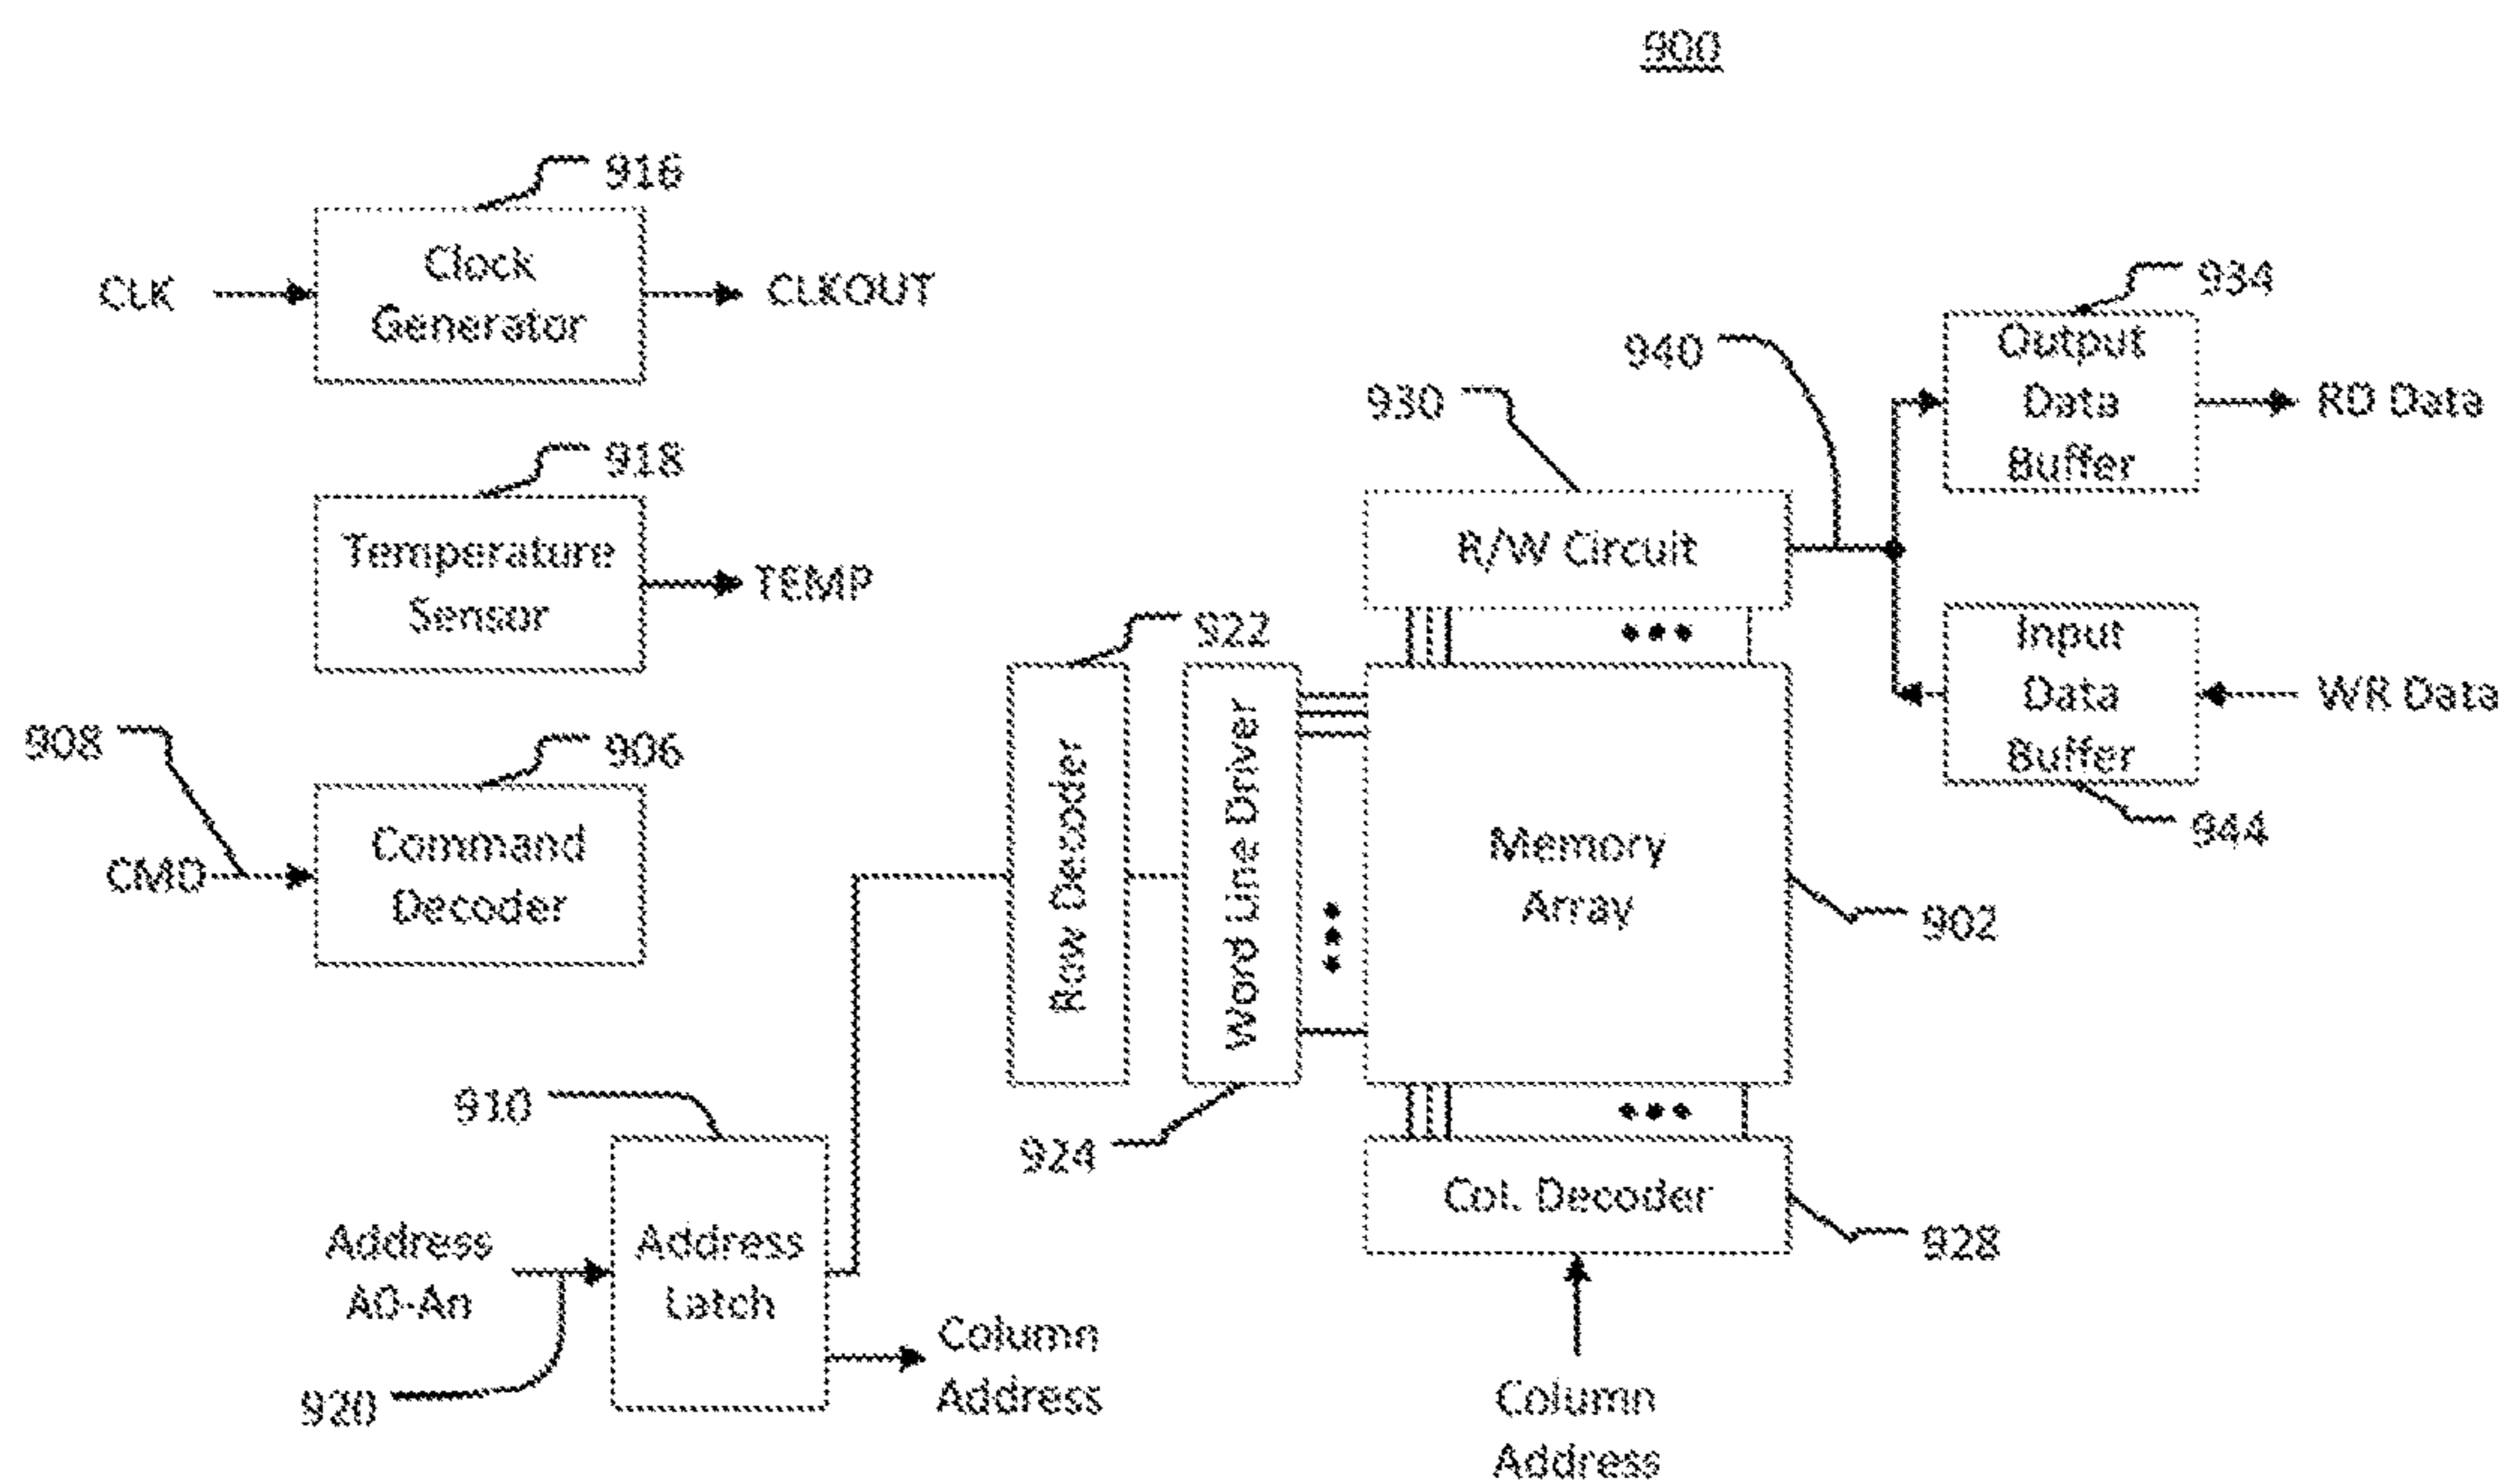 900
916
Clock
Generator
CLK
CLKOUT
918
Temperature
Sensor
TEMP
908
906
CMD
Command
Decoder
910
Address
A0-An
Address
Latch
920
Column
Address
922
Row Decoder
Word Line Driver
924
930
R/W Circuit
940
934
Output
Data
Buffer
RD Data
Input
Data
Buffer
WR Data
944
Memory
Array
902
Col. Decoder
928
Column
Address